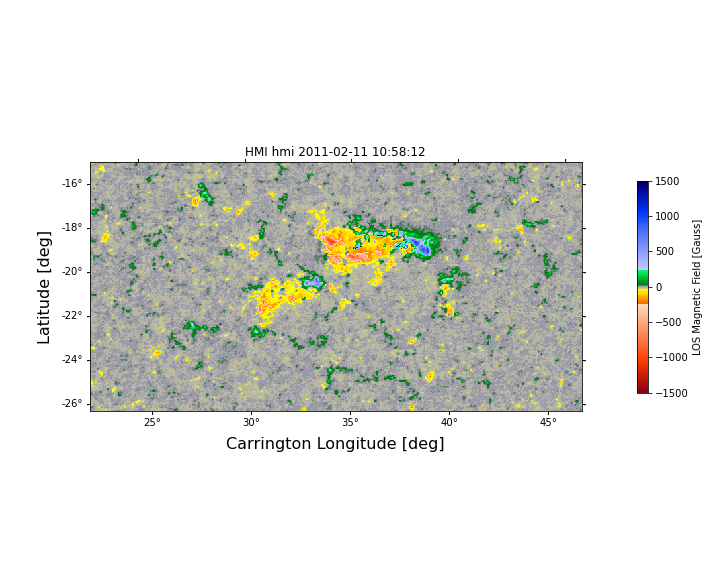 HMI hmi 2011-02-11 10:58:12
-16°
-18°
-20°
-22°
-24°
-26°
Latitude [deg]
25° 30° 35° 40° 45°
Carrington Longitude [deg]
1500
1000
500
0
−500
−1000
−1500
LOS Magnetic Field [Gauss]